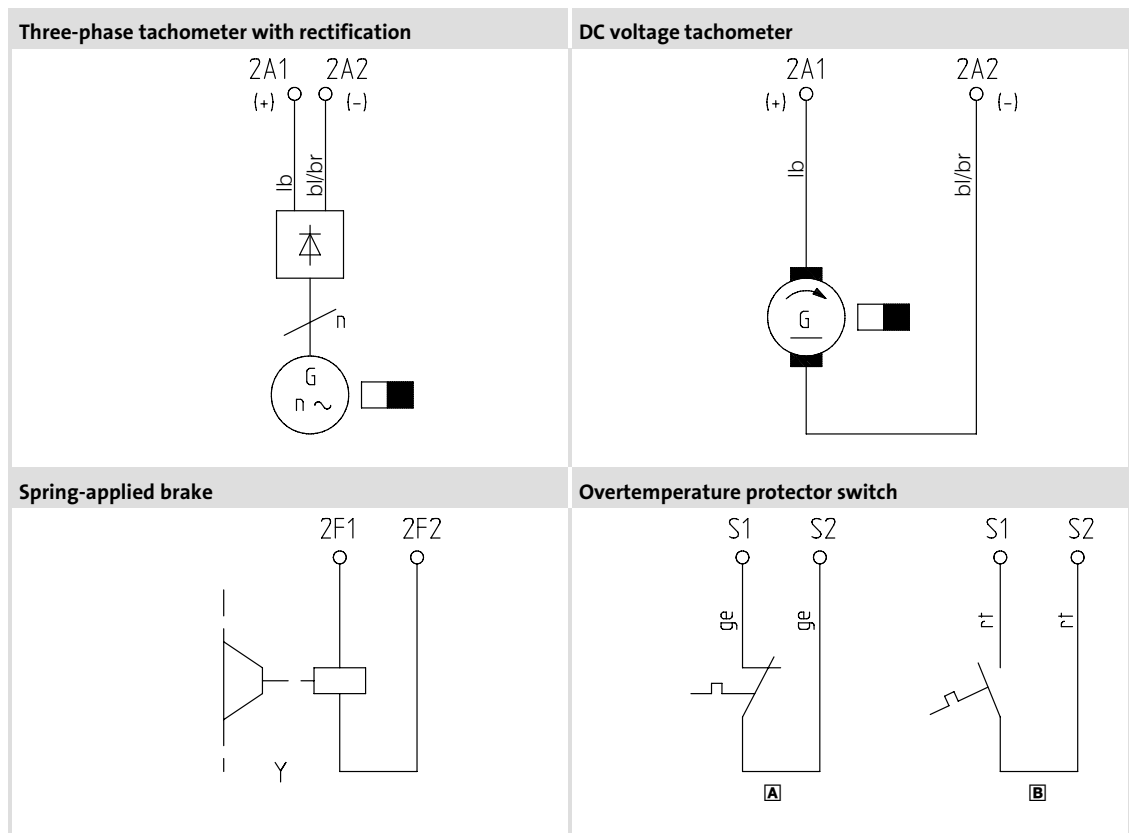 Three-phase tachometer with rectification
2A1 2A2
(+) (-)
lb
bl/br
n
G
n ~
DC voltage tachometer
2A1 2A2
(+) (-)
lb
bl/br
G
Spring-applied brake
2F1 2F2
Y
Overtemperature protector switch
S1 S2 S1 S2
ge ge rt rt
A B